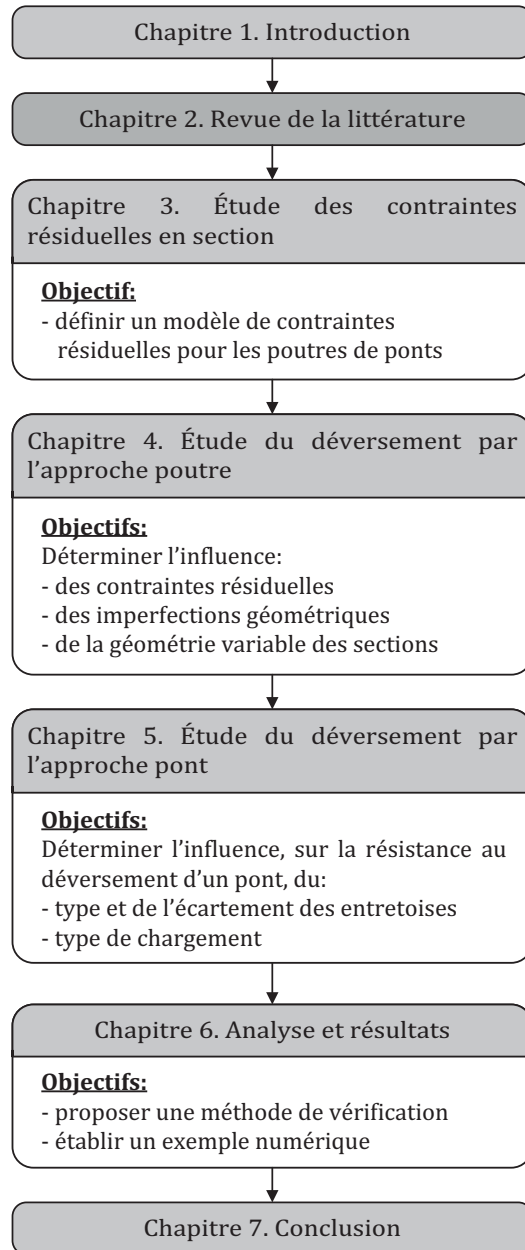 Chapitre 1. Introduction
Chapitre 2. Revue de la littérature
Chapitre 3. Étude des contraintes
résiduelles en section
Objectif:
- définir un modèle de contraintes
résiduelles pour les poutres de ponts
Chapitre 4. Étude du déversement par
l’approche poutre
Objectifs:
Déterminer l’influence:
- des contraintes résiduelles
- des imperfections géométriques
- de la géométrie variable des sections
Chapitre 5. Étude du déversement par
l’approche pont
Objectifs:
Déterminer l’influence, sur la résistance au
déversement d’un pont, du:
- type et de l’écartement des entretoises
- type de chargement
Chapitre 6. Analyse et résultats
Objectifs:
- proposer une méthode de vérification
- établir un exemple numérique
Chapitre 7. Conclusion